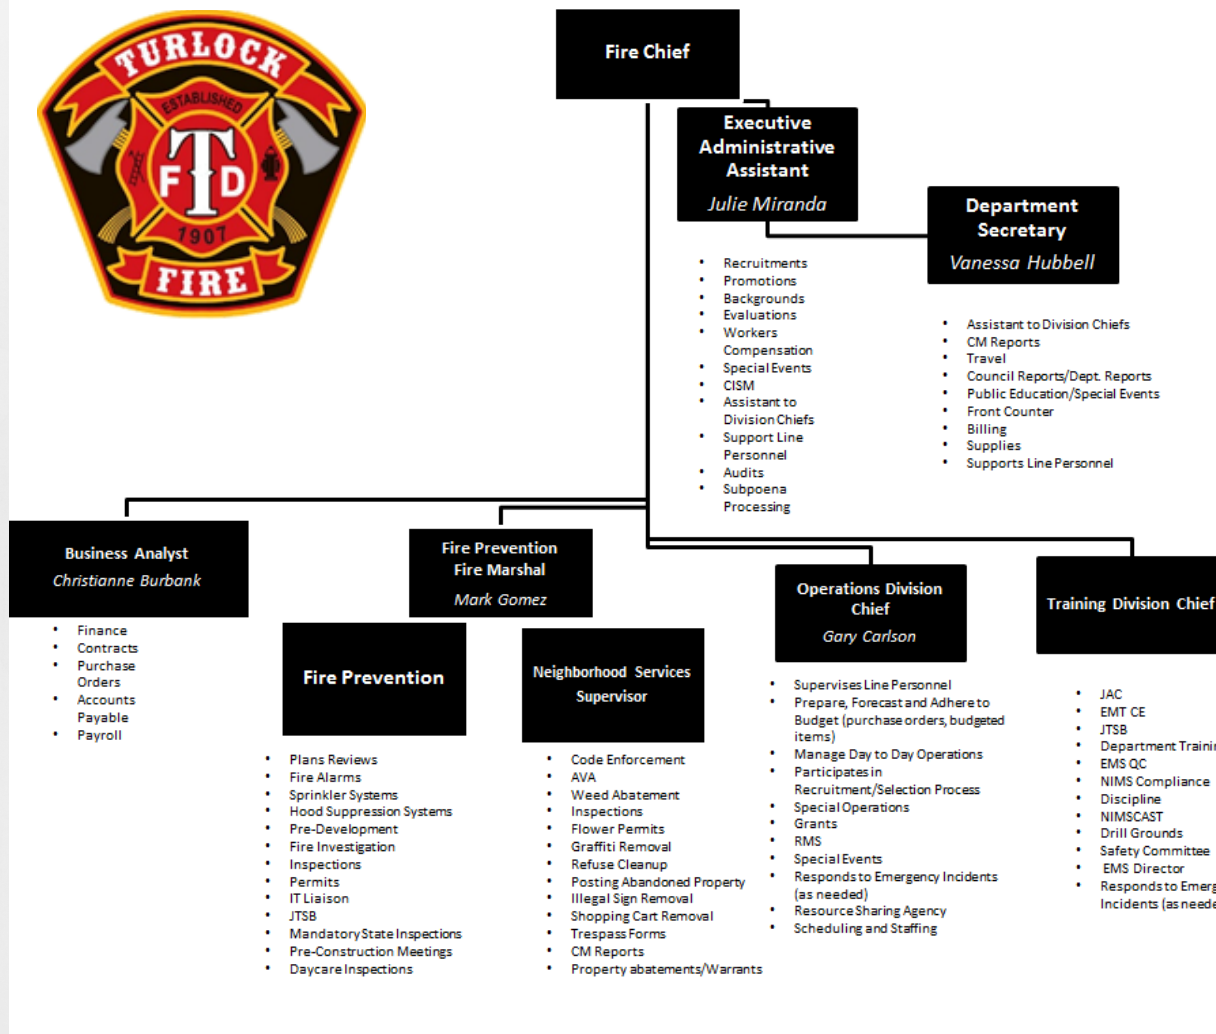 TURLOCK
ESTABLISHED
T
F D
1907
FIRE
Fire Chief
Executive
Administrative
Assistant
Julie Miranda
Department
Secretary
Vanessa Hubbell
• Recruitments
• Promotions
• Backgrounds
• Evaluations
• Workers
Compensation
• Special Events
• CISM
• Assistant to
Division Chiefs
• Support Line
Personnel
• Audits
• Subpoena
Processing
• Assistant to Division Chiefs
• CM Reports
• Travel
• Council Reports/Dept. Reports
• Public Education/Special Events
• Front Counter
• Billing
• Supplies
• Supports Line Personnel
Business Analyst
Christianne Burbank
• Finance
• Contracts
• Purchase
Orders
• Accounts
Payable
• Payroll
Fire Prevention
Fire Marshal
Mark Gomez
Fire Prevention
• Plans Reviews
• Fire Alarms
• Sprinkler Systems
• Hood Suppression Systems
• Pre-Development
• Fire Investigation
• Inspections
• Permits
• IT Liaison
• JTSB
• Mandatory State Inspections
• Pre-Construction Meetings
• Daycare Inspections
Neighborhood Services
Supervisor
• Code Enforcement
• AVA
• Weed Abatement
• Inspections
• Flower Permits
• Graffiti Removal
• Refuse Cleanup
• Posting Abandoned Property
• Illegal Sign Removal
• Shopping Cart Removal
• Trespass Forms
• CM Reports
• Property abatements/Warrants
Operations Division
Chief
Gary Carlson
• Supervises Line Personnel
• Prepare, Forecast and Adhere to
Budget (purchase orders, budgeted
items)
• Manage Day to Day Operations
• Participates in
Recruitment/Selection Process
• Special Operations
• Grants
• RMS
• Special Events
• Responds to Emergency Incidents
(as needed)
• Resource Sharing Agency
• Scheduling and Staffing
Training Division Chief
• JAC
• EMT CE
• JTSB
• Department Trainin
• EMS QC
• NIMS Compliance
• Discipline
• NIMSCAST
• Drill Grounds
• Safety Committee
• EMS Director
• Responds to Emerg
Incidents (as neede